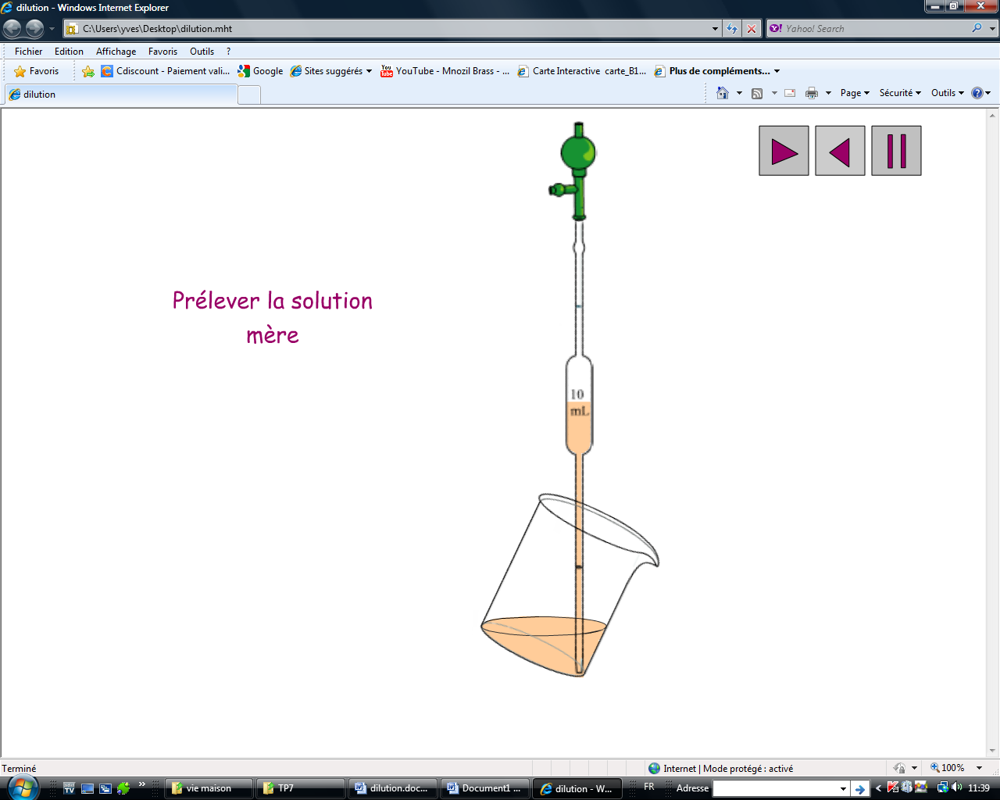 dilution - Windows Internet Explorer
C:\Users\yves\Desktop\dilution.mht
Yahoo! Search
Fichier Edition Affichage Favoris Outils ?
Favoris Cdiscount - Paiement vali... Google Sites suggérés YouTube - Mnozil Brass - ... Carte Interactive carte_B1... Plus de compléments...
dilution Page Sécurité Outils
Prélever la solution
mère
10
mL
Terminé Internet | Mode protégé : activé 100%
vie maison TP7 dilution.doc... Document1 ... dilution - W... FR Adresse 11:39